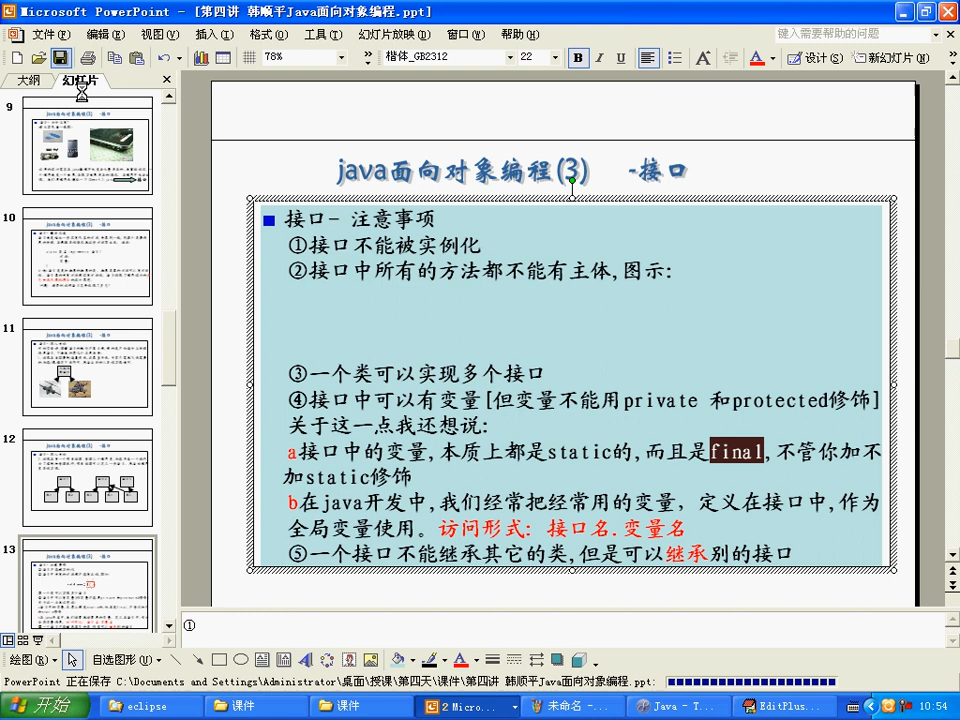 Microsoft PowerPoint - [第四讲 韩顺平Java面向对象编程.ppt]
文件(F) 编辑(E) 视图(V) 插入(I) 格式(O) 工具(T) 幻灯片放映(D) 窗口(W) 帮助(H) 键入需要帮助的问题
78% 楷体_GB2312 22 B I U A A 设计(S) 新幻灯片(N)
大纲 幻灯片
9
10
11
12
13
java面向对象编程(3) -接口
接口- 注意事项
①接口不能被实例化
②接口中所有的方法都不能有主体,图示:
③一个类可以实现多个接口
④接口中可以有变量[但变量不能用private 和protected修饰]
关于这一点我还想说:
a接口中的变量,本质上都是static的,而且是final,不管你加不
加static修饰
b在java开发中,我们经常把经常用的变量, 定义在接口中,作为
全局变量使用。访问形式: 接口名.变量名
⑤一个接口不能继承其它的类,但是可以继承别的接口
①
绘图(R) 自选图形(U) A A
PowerPoint 正在保存 C:\Documents and Settings\Administrator\桌面\授课\第四天\课件\第四讲 韩顺平Java面向对象编程.ppt:
开始 eclipse 课件 课件 2 Micro... 未命名 -... Java - T... EditPlus... 10:54